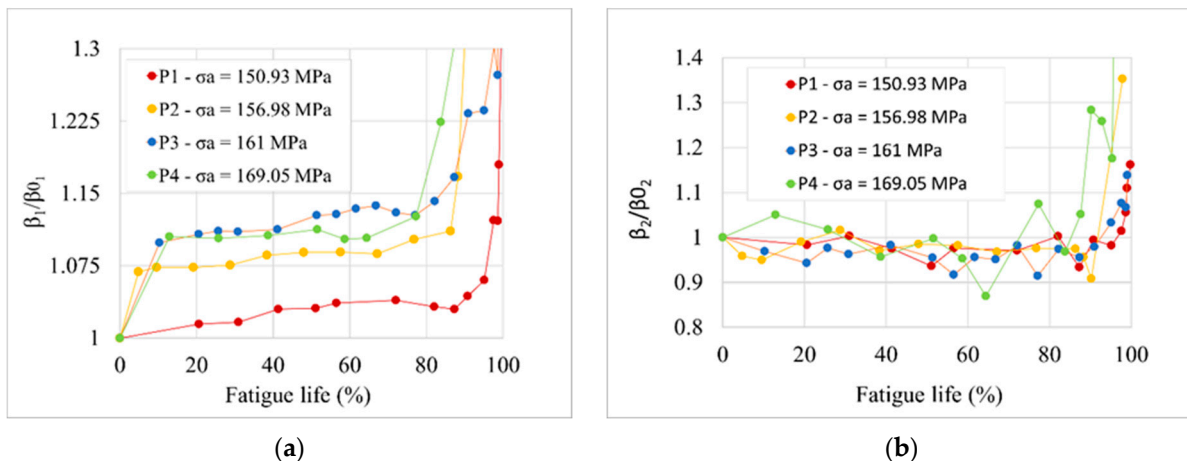 1.3
1.225
1.15
1.075
1
β₁/β0₁
P1 - σa = 150.93 MPa
P2 - σa = 156.98 MPa
P3 - σa = 161 MPa
P4 - σa = 169.05 MPa
0 20 40 60 80 100
Fatigue life (%)
(a)
1.4
1.3
1.2
1.1
1
0.9
0.8
β₂/β0₂
P1 - σa = 150.93 MPa
P2 - σa = 156.98 MPa
P3 - σa = 161 MPa
P4 - σa = 169.05 MPa
0 20 40 60 80 100
Fatigue life (%)
(b)